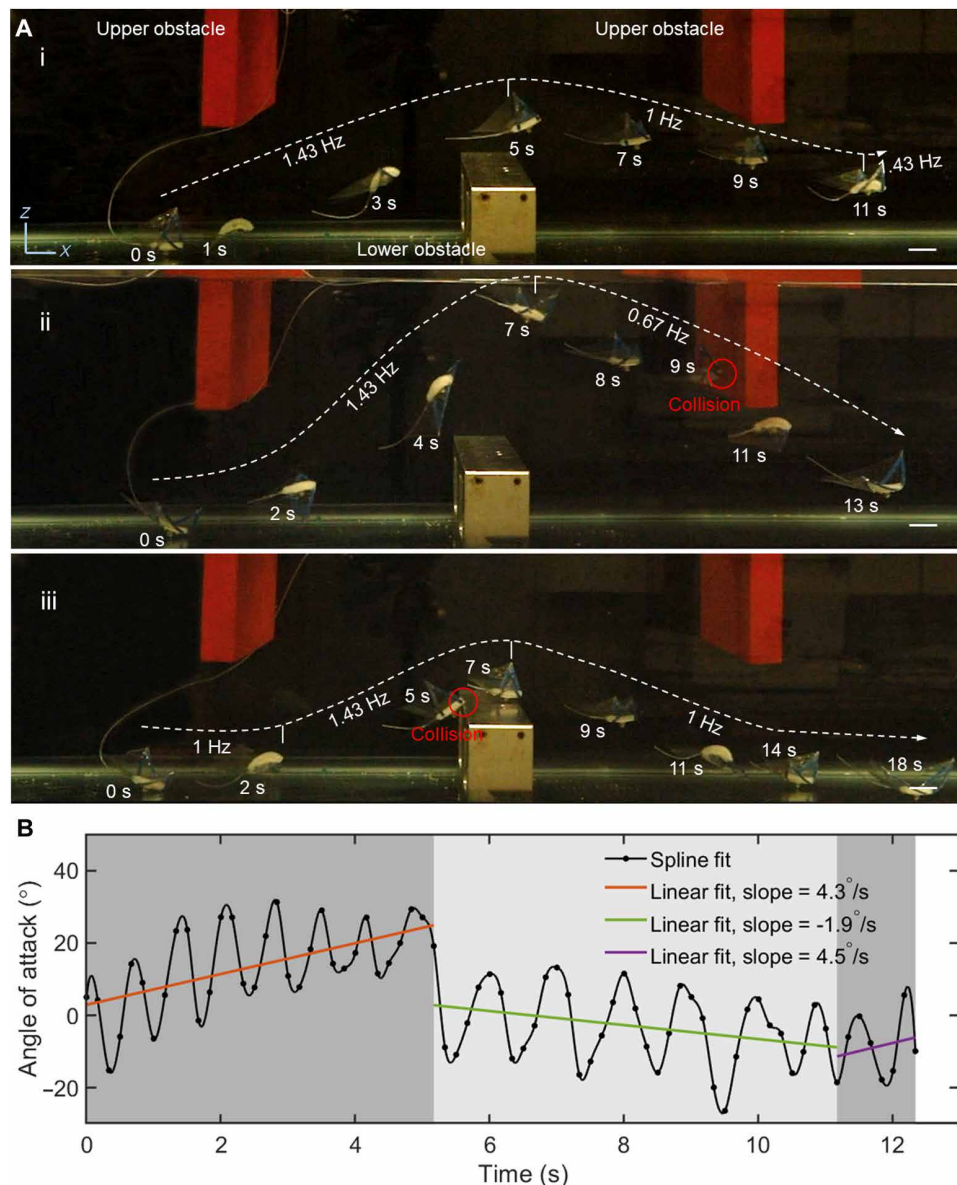 A
Upper obstacle
Upper obstacle
i
1.43 Hz
1 Hz
1.43 Hz
0 s
1 s
3 s
5 s
7 s
9 s
11 s
z
x
Lower obstacle
ii
1.43 Hz
0.67 Hz
0 s
2 s
4 s
7 s
8 s
9 s
Collision
11 s
13 s
iii
1 Hz
1.43 Hz
1 Hz
0 s
2 s
5 s
Collision
7 s
9 s
11 s
14 s
18 s
B
Angle of attack (°)
40
20
0
−20
Spline fit
Linear fit, slope = 4.3°/s
Linear fit, slope = -1.9°/s
Linear fit, slope = 4.5°/s
0
2
4
6
8
10
12
Time (s)